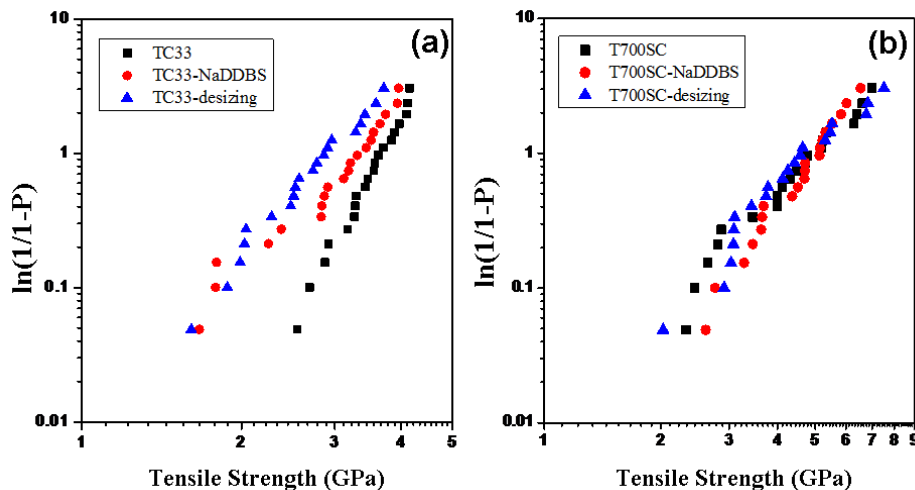 (a)
TC33
TC33-NaDDBS
TC33-desizing
10
1
0.1
0.01
ln(1/1-P)
1 2 3 4 5
Tensile Strength (GPa)
(b)
T700SC
T700SC-NaDDBS
T700SC-desizing
10
1
0.1
0.01
ln(1/1-P)
1 2 3 4 5 6 7 8 9
Tensile Strength (GPa)